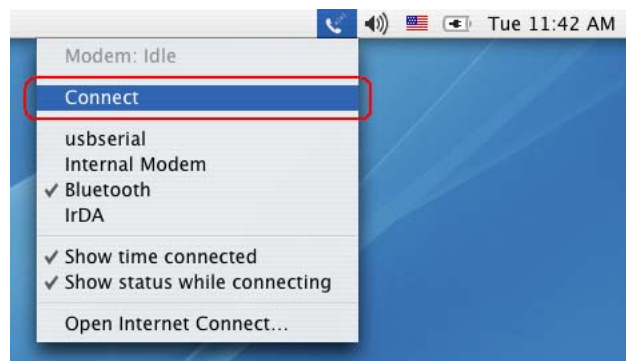 Tue 11:42 AM
Modem: Idle
Connect
usbserial
Internal Modem
Bluetooth
IrDA
Show time connected
Show status while connecting
Open Internet Connect...